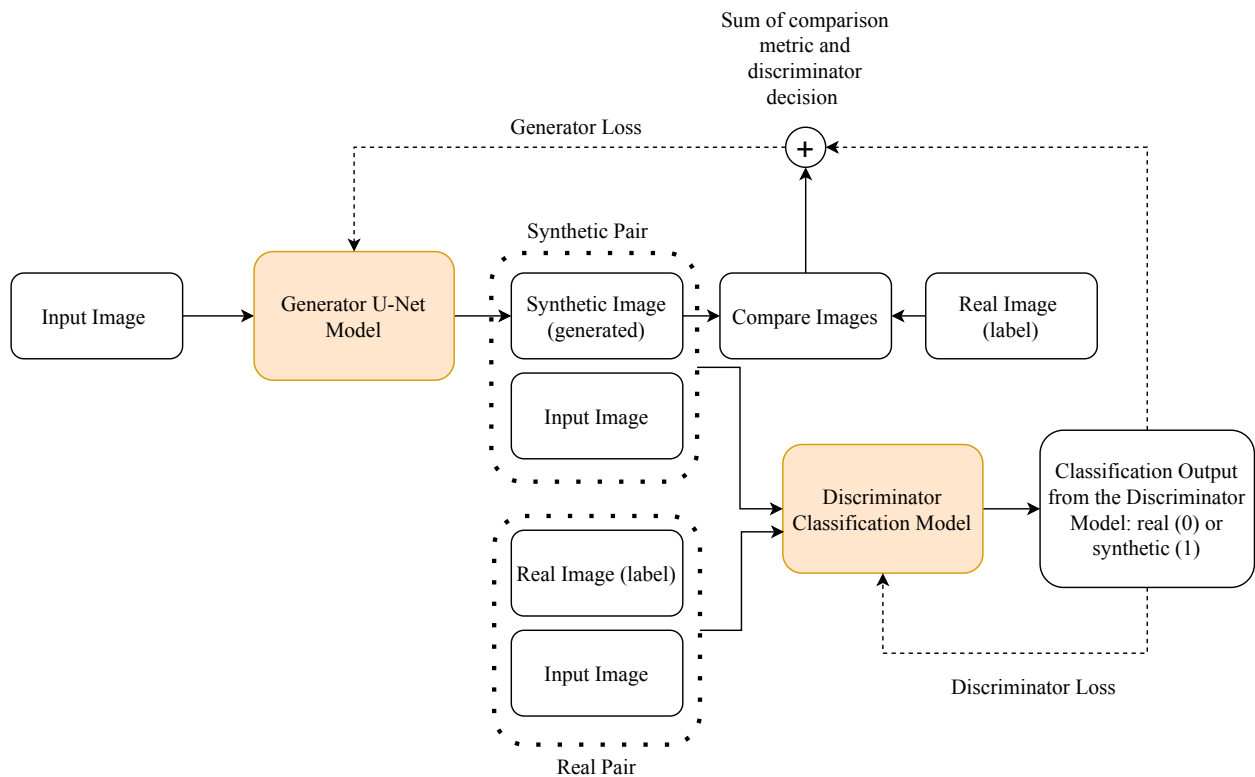 Sum of comparison
metric and
discriminator
decision
Generator Loss
+
Synthetic Pair
Input Image
Generator U-Net
Model
Synthetic Image
(generated)
Compare Images
Real Image
(label)
Input Image
Discriminator
Classification Model
Classification Output
from the Discriminator
Model: real (0) or
synthetic (1)
Real Image (label)
Input Image
Discriminator Loss
Real Pair